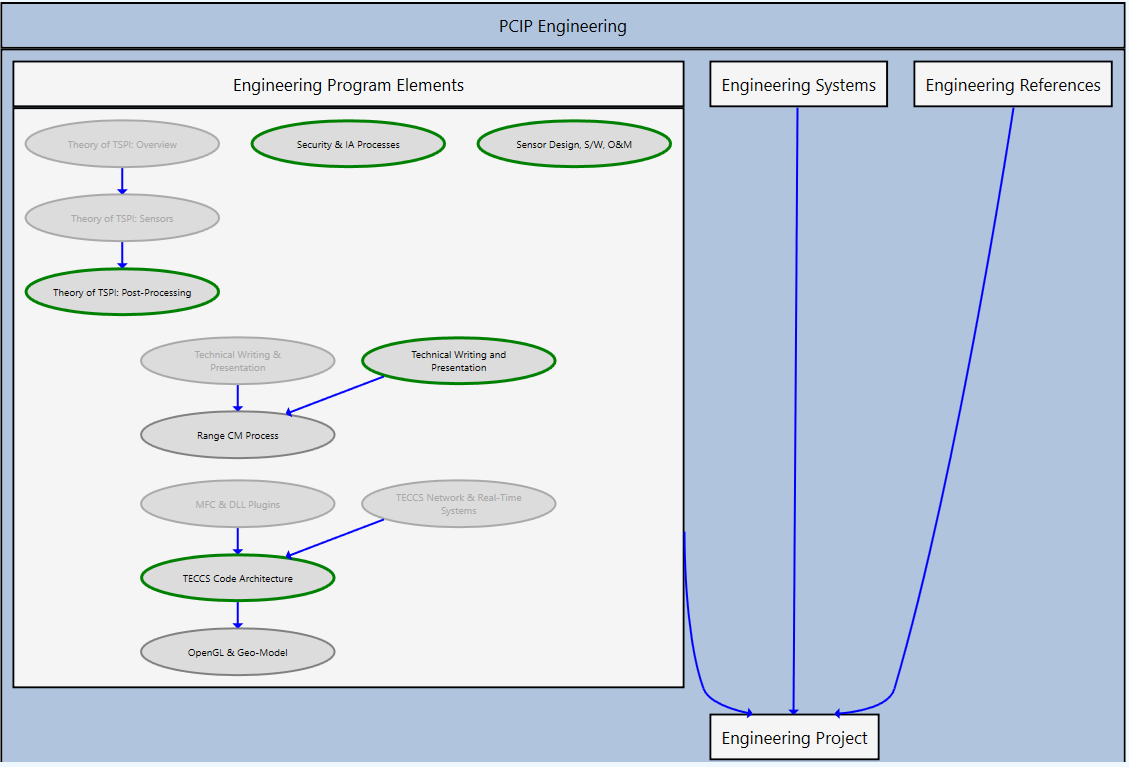 PCIP Engineering
Engineering Program Elements
Engineering Systems
Engineering References
Theory of TSPI: Overview
Security & IA Processes
Sensor Design, S/W, O&M
Theory of TSPI: Sensors
Theory of TSPI: Post-Processing
Technical Writing &
Presentation
Technical Writing and
Presentation
Range CM Process
MFC & DLL Plugins
TECCS Network & Real-Time
Systems
TECCS Code Architecture
OpenGL & Geo-Model
Engineering Project